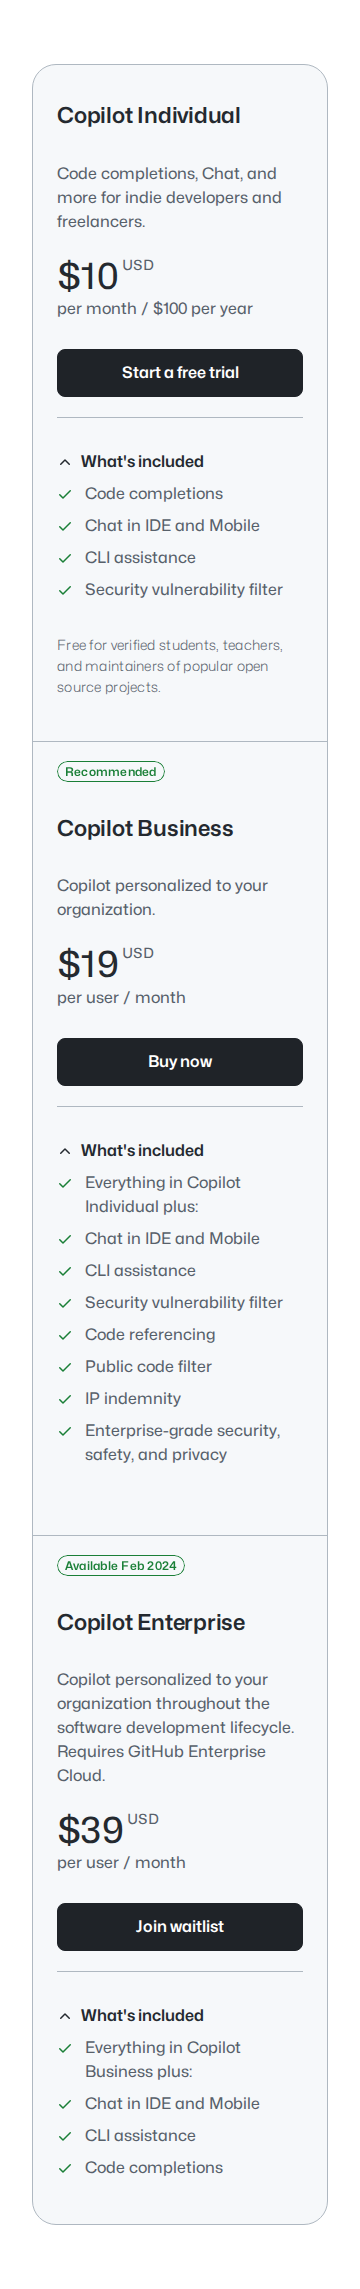 Copilot Individual
Code completions, Chat, and
more for indie developers and
freelancers.
$10 USD
per month / $100 per year
Start a free trial
What's included
Code completions
Chat in IDE and Mobile
CLI assistance
Security vulnerability filter
Free for verified students, teachers,
and maintainers of popular open
source projects.
Recommended
Copilot Business
Copilot personalized to your
organization.
$19 USD
per user / month
Buy now
What's included
Everything in Copilot
Individual plus:
Chat in IDE and Mobile
CLI assistance
Security vulnerability filter
Code referencing
Public code filter
IP indemnity
Enterprise-grade security,
safety, and privacy
Available Feb 2024
Copilot Enterprise
Copilot personalized to your
organization throughout the
software development lifecycle.
Requires GitHub Enterprise
Cloud.
$39 USD
per user / month
Join waitlist
What's included
Everything in Copilot
Business plus:
Chat in IDE and Mobile
CLI assistance
Code completions